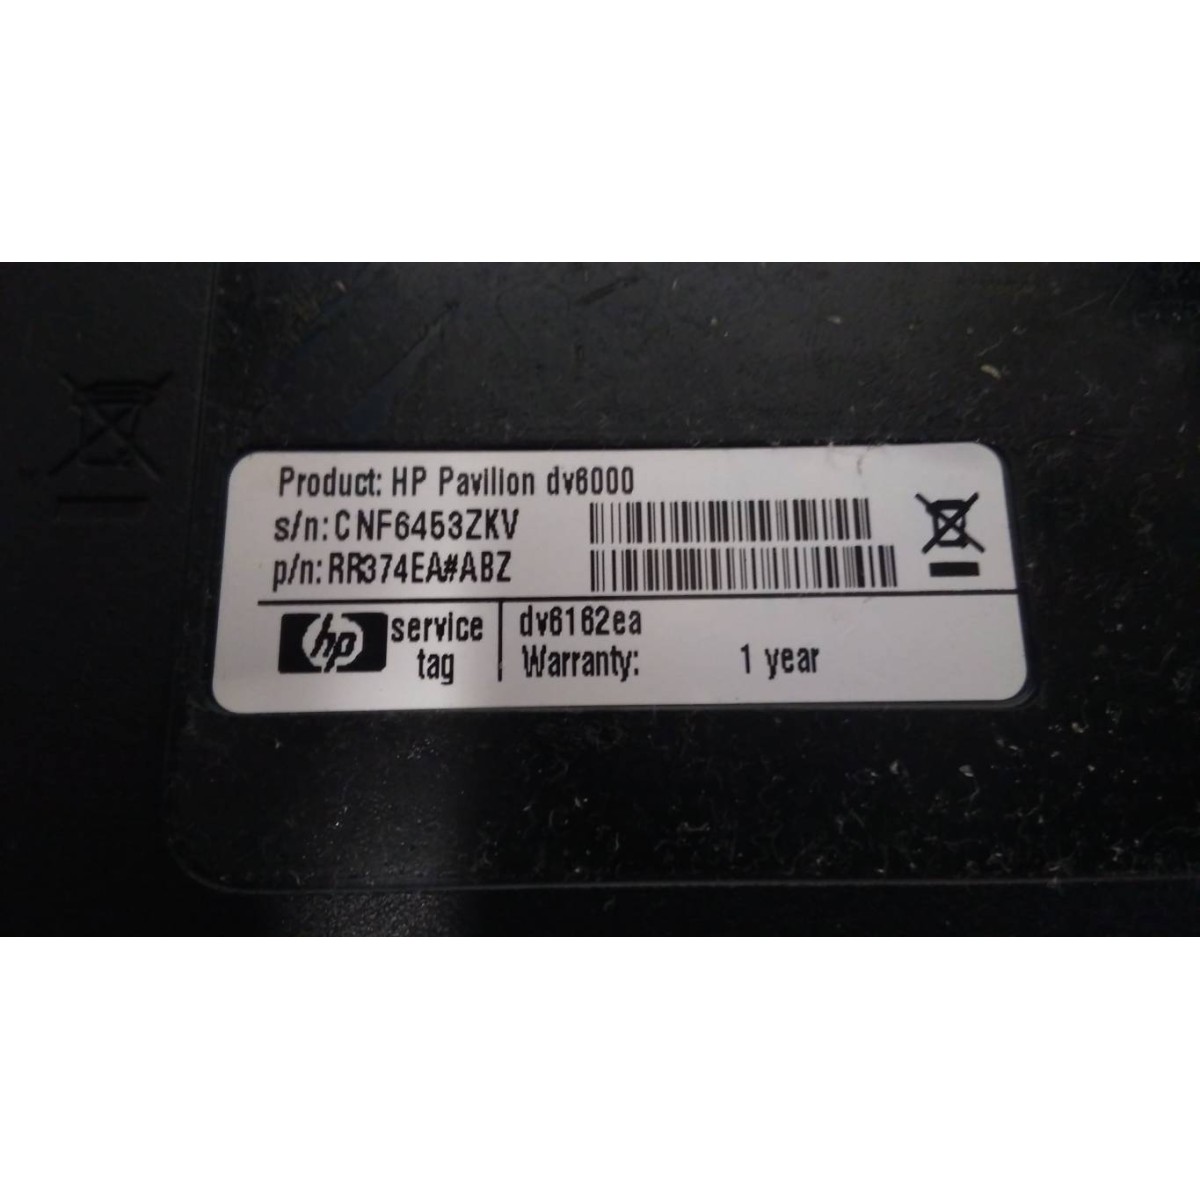 Product: HP Pavilion dv6000
s/n: CNF6453ZKV
p/n: RR374EA#ABZ
hp service tag
dv6162ea
Warranty: 1 year